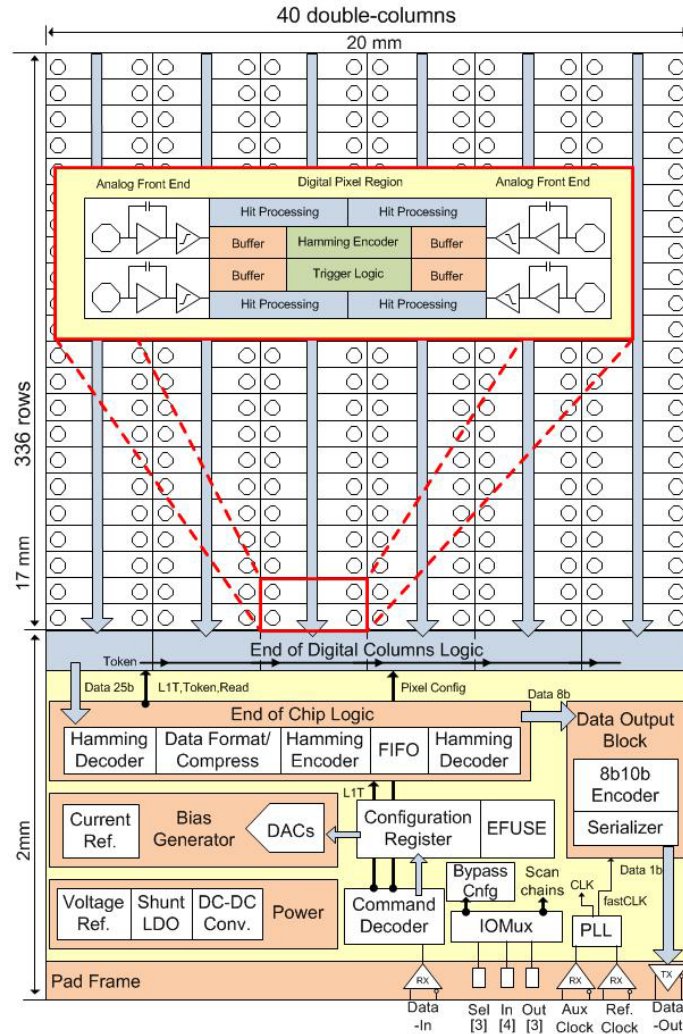 40 double-columns
20 mm
Analog Front End
Digital Pixel Region
Analog Front End
Hit Processing
Hit Processing
Buffer
Hamming Encoder
Buffer
Buffer
Trigger Logic
Buffer
Hit Processing
Hit Processing
336 rows
17 mm
End of Digital Columns Logic
Token
Data 25b
L1T,Token,Read
Pixel Config
Data 8b
End of Chip Logic
Hamming
Decoder
Data Format/
Compress
Hamming
Encoder
FIFO
Hamming
Decoder
Data Output
Block
8b10b
Encoder
Serializer
L1T
Current
Ref.
Bias
Generator
DACs
Configuration
Register
EFUSE
2mm
Data 1b
Bypass
Cnfg
Scan
chains
CLK
fastCLK
Voltage
Ref.
Shunt
LDO
DC-DC
Conv.
Power
Command
Decoder
IOMux
PLL
Pad Frame
RX
RX
RX
TX
Data
-In
Sel
[3]
In
[4]
Out
[3]
Aux
Clock
Ref.
Clock
Data
-Out